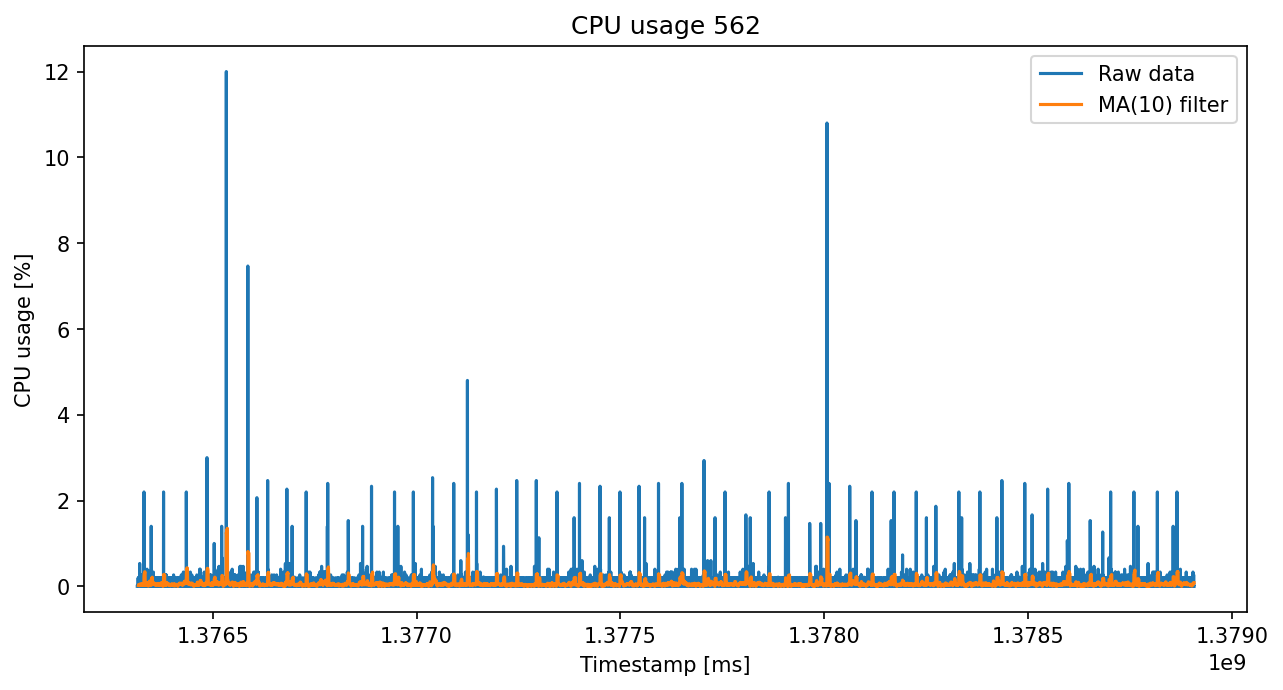 CPU usage 562
Raw data
MA(10) filter
CPU usage [%]
12
10
8
6
4
2
0
1.3765 1.3770 1.3775 1.3780 1.3785 1.3790
1e9
Timestamp [ms]